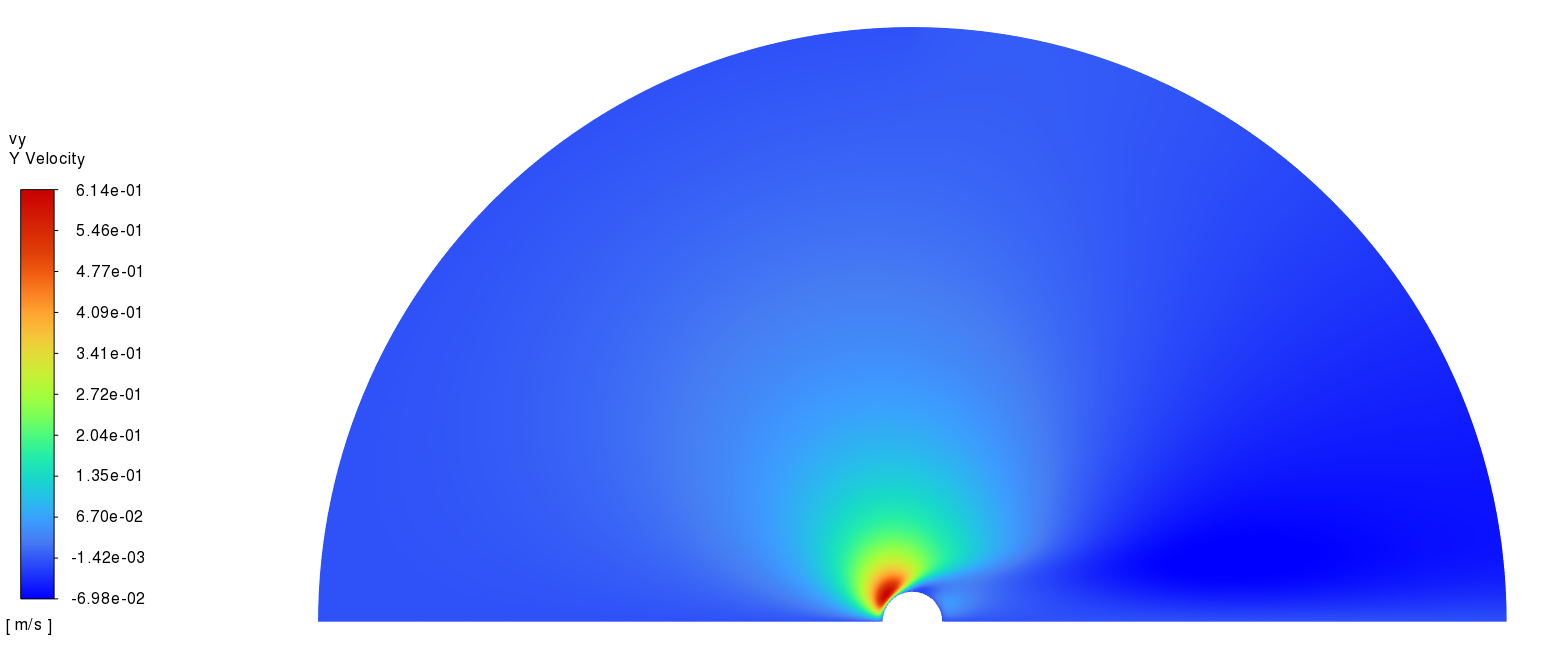 vy
Y Velocity
6.14e-01
5.46e-01
4.77e-01
4.09e-01
3.41e-01
2.72e-01
2.04e-01
1.35e-01
6.70e-02
-1.42e-03
-6.98e-02
[ m/s ]